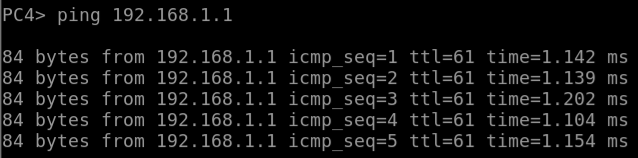 PC4> ping 192.168.1.1
84 bytes from 192.168.1.1 icmp_seq=1 ttl=61 time=1.142 ms
84 bytes from 192.168.1.1 icmp_seq=2 ttl=61 time=1.139 ms
84 bytes from 192.168.1.1 icmp_seq=3 ttl=61 time=1.202 ms
84 bytes from 192.168.1.1 icmp_seq=4 ttl=61 time=1.104 ms
84 bytes from 192.168.1.1 icmp_seq=5 ttl=61 time=1.154 ms